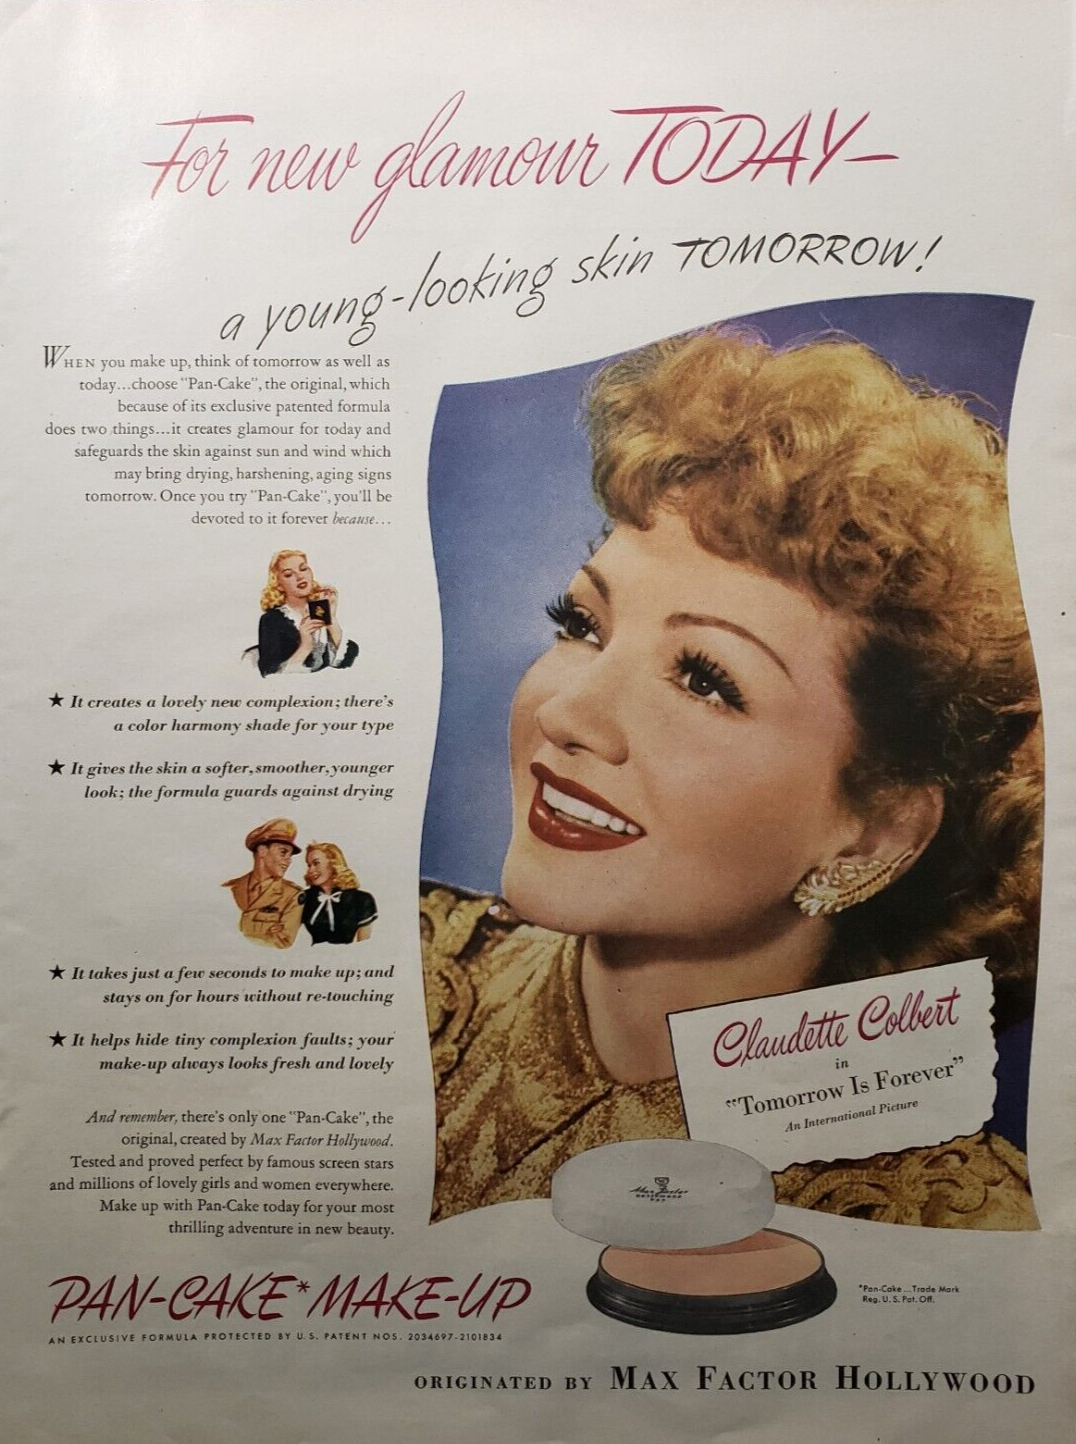 For new glamour TODAY—
a young-looking skin TOMORROW!
WHEN you make up, think of tomorrow as well as
today...choose "Pan-Cake", the original, which
because of its exclusive patented formula
does two things...it creates glamour for today and
safeguards the skin against sun and wind which
may bring drying, harshening, aging signs
tomorrow. Once you try "Pan-Cake", you'll be
devoted to it forever because...
★ It creates a lovely new complexion; there's
a color harmony shade for your type
★ It gives the skin a softer, smoother, younger
look; the formula guards against drying
★ It takes just a few seconds to make up; and
stays on for hours without re-touching
★ It helps hide tiny complexion faults; your
make-up always looks fresh and lovely
And remember, there's only one "Pan-Cake", the
original, created by Max Factor Hollywood.
Tested and proved perfect by famous screen stars
and millions of lovely girls and women everywhere.
Make up with Pan-Cake today for your most
thrilling adventure in new beauty.
Claudette Colbert
in
"Tomorrow Is Forever"
An International Picture
Max Factor
HOLLYWOOD
PAN-CAKE* MAKE-UP
AN EXCLUSIVE FORMULA PROTECTED BY U.S. PATENT NOS. 2034697-2101834
*Pan-Cake...Trade Mark
Reg. U.S. Pat. Off.
ORIGINATED BY MAX FACTOR HOLLYWOOD